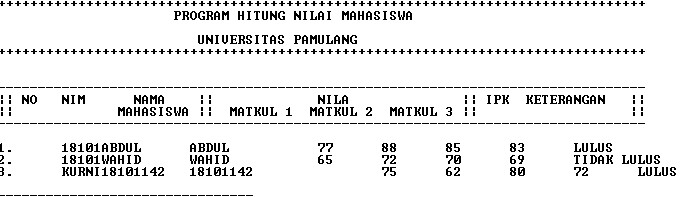 ++++++++++++++++++++++++++++++++++++++++++++++++++++++++++++++++++++++++++++++++
PROGRAM HITUNG NILAI MAHASISWA
UNIVERSITAS PAMULANG
++++++++++++++++++++++++++++++++++++++++++++++++++++++++++++++++++++++++++++++++
¦¦ NO NIM NAMA ¦¦ NILA ¦¦ IPK KETERANGAN ¦¦
¦¦ MAHASISWA ¦¦ MATKUL 1 MATKUL 2 MATKUL 3 ¦¦ ¦¦
1. 18101ABDUL ABDUL 77 88 85 83 LULUS
2. 18101WAHID WAHID 65 72 70 69 TIDAK LULUS
3. KURNI18101142 18101142 75 62 80 72 LULUS